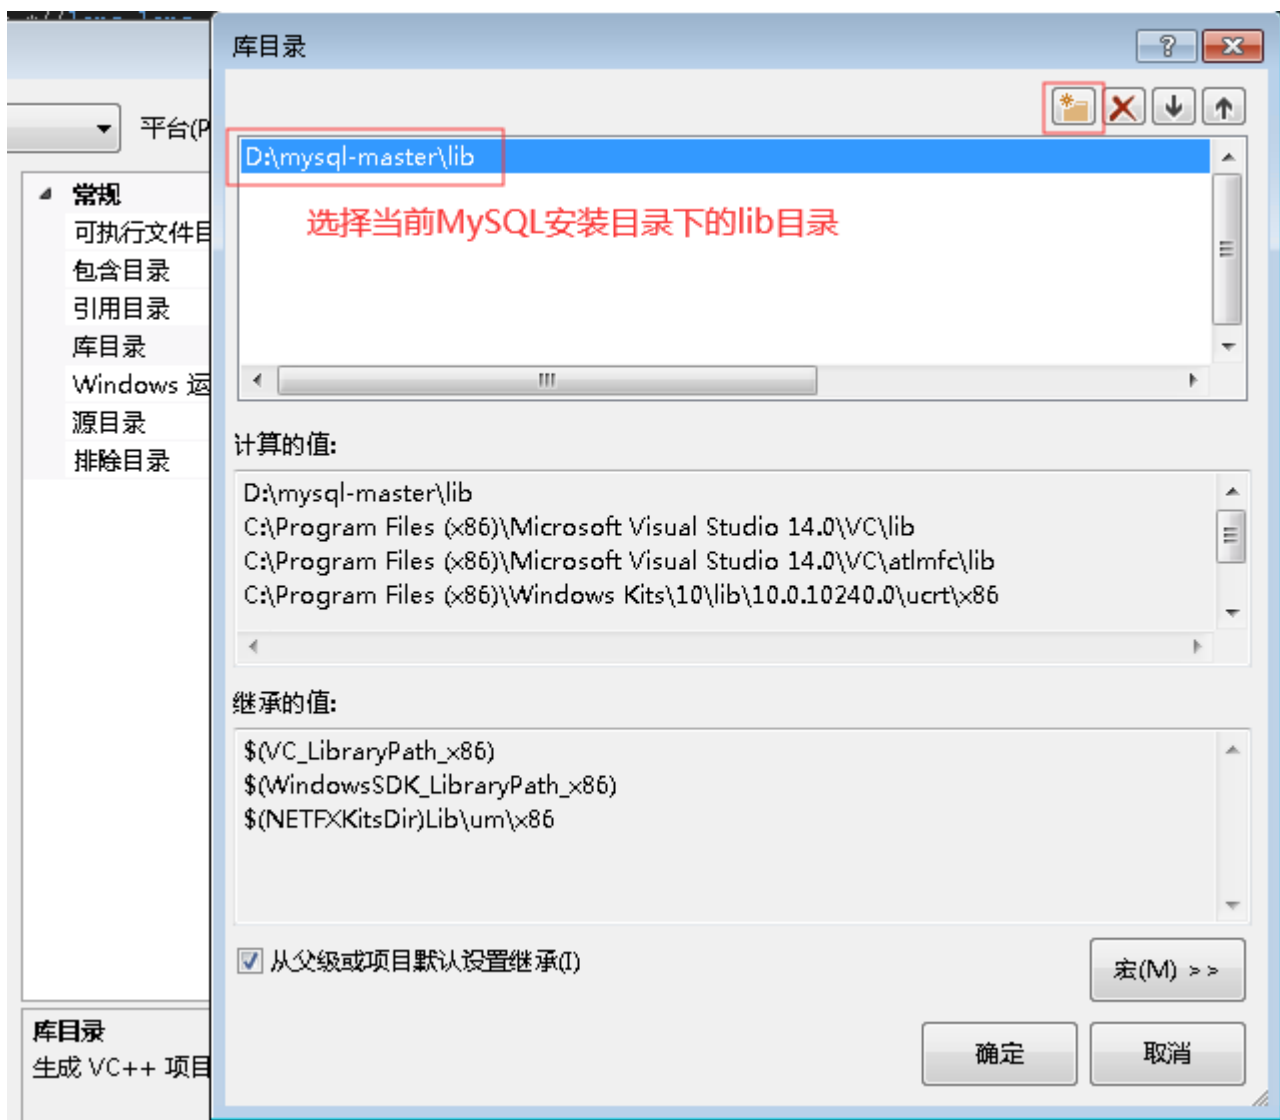 库目录
平台(P
D:\mysql-master\lib
选择当前MySQL安装目录下的lib目录
常规
可执行文件目
包含目录
引用目录
库目录
Windows 运
源目录
排除目录
计算的值:
D:\mysql-master\lib
C:\Program Files (x86)\Microsoft Visual Studio 14.0\VC\lib
C:\Program Files (x86)\Microsoft Visual Studio 14.0\VC\atlmfc\lib
C:\Program Files (x86)\Windows Kits\10\lib\10.0.10240.0\ucrt\x86
继承的值:
$(VC_LibraryPath_x86)
$(WindowsSDK_LibraryPath_x86)
$(NETFXKitsDir)Lib\um\x86
从父级或项目默认设置继承(I)
宏(M) >>
确定
取消
库目录
生成 VC++ 项目